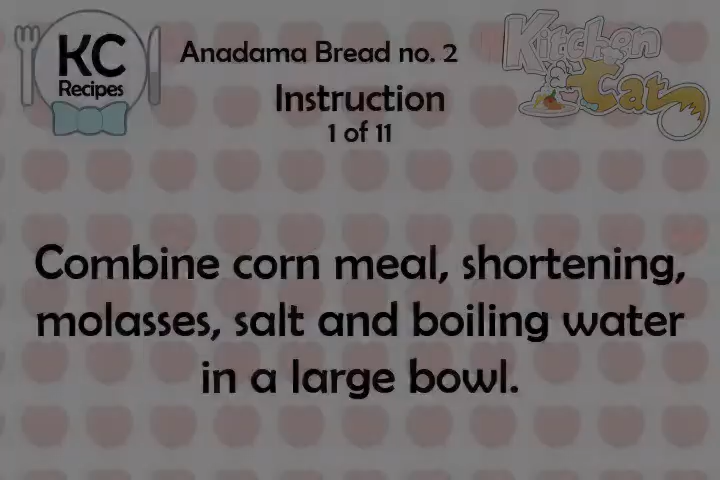 KC
Recipes
Anadama Bread no. 2
Instruction
1 of 11
Kitchen
Cat
Combine corn meal, shortening,
molasses, salt and boiling water
in a large bowl.